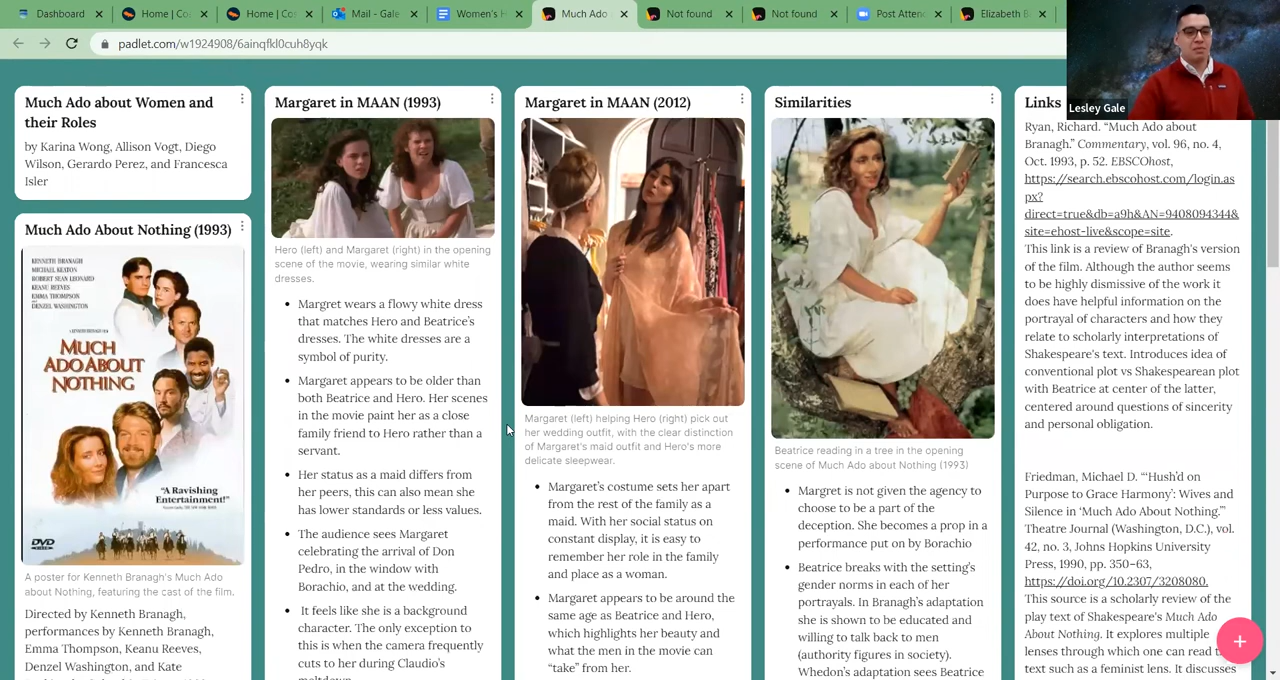 Dashboard
Home | Co
Home | Co
Mail - Gale
Women's H
Much Ado
Not found
Not found
Post Atten
Elizabeth B
padlet.com/w1924908/6ainqfkl0cuh8yqk
Lesley Gale
Much Ado about Women and
their Roles
by Karina Wong, Allison Vogt, Diego
Wilson, Gerardo Perez, and Francesca
Isler
Much Ado About Nothing (1993)
KENNETH BRANAGH
MICHAEL KEATON
ROBERT SEAN LEONARD
KEANU REEVES
EMMA THOMPSON
DENZEL WASHINGTON
MUCH
ADO ABOUT
NOTHING
"A Ravishing
Entertainment!"
DVD
A poster for Kenneth Branagh's Much Ado
about Nothing, featuring the cast of the film.
Directed by Kenneth Branagh,
performances by Kenneth Branagh,
Emma Thompson, Keanu Reeves,
Denzel Washington, and Kate
Margaret in MAAN (1993)
Hero (left) and Margaret (right) in the opening
scene of the movie, wearing similar white
dresses.
Margret wears a flowy white dress
that matches Hero and Beatrice's
dresses. The white dresses are a
symbol of purity.
Margaret appears to be older than
both Beatrice and Hero. Her scenes
in the movie paint her as a close
family friend to Hero rather than a
servant.
Her status as a maid differs from
her peers, this can also mean she
has lower standards or less values.
The audience sees Margaret
celebrating the arrival of Don
Pedro, in the window with
Borachio, and at the wedding.
It feels like she is a background
character. The only exception to
this is when the camera frequently
cuts to her during Claudio's
meltdown.
Margaret in MAAN (2012)
Margaret (left) helping Hero (right) pick out
her wedding outfit, with the clear distinction
of Margaret's maid outfit and Hero's more
delicate sleepwear.
Margaret's costume sets her apart
from the rest of the family as a
maid. With her social status on
constant display, it is easy to
remember her role in the family
and place as a woman.
Margaret appears to be around the
same age as Beatrice and Hero,
which highlights her beauty and
what the men in the movie can
"take" from her.
Similarities
Beatrice reading in a tree in the opening
scene of Much Ado about Nothing (1993)
Margret is not given the agency to
choose to be a part of the
deception. She becomes a prop in a
performance put on by Borachio
Beatrice breaks with the setting's
gender norms in each of her
portrayals. In Branagh's adaptation
she is shown to be educated and
willing to talk back to men
(authority figures in society).
Whedon's adaptation sees Beatrice
Links
Ryan, Richard. "Much Ado about
Branagh." Commentary, vol. 96, no. 4,
Oct. 1993, p. 52. EBSCOhost,
https://search.ebscohost.com/login.as
px?
direct=true&db=a9h&AN=9408094344&
site=ehost-live&scope=site.
This link is a review of Branagh's version
of the film. Although the author seems
to be highly dismissive of the work it
does have helpful information on the
portrayal of characters and how they
relate to scholarly interpretations of
Shakespeare's text. Introduces idea of
conventional plot vs Shakespearean plot
with Beatrice at center of the latter,
centered around questions of sincerity
and personal obligation.
Friedman, Michael D. "'Hush'd on
Purpose to Grace Harmony': Wives and
Silence in 'Much Ado About Nothing.'"
Theatre Journal (Washington, D.C.), vol.
42, no. 3, Johns Hopkins University
Press, 1990, pp. 350–63,
https://doi.org/10.2307/3208080.
This source is a scholarly review of the
play text of Shakespeare's Much Ado
About Nothing. It explores multiple
lenses through which one can read
text such as a feminist lens. It discusses